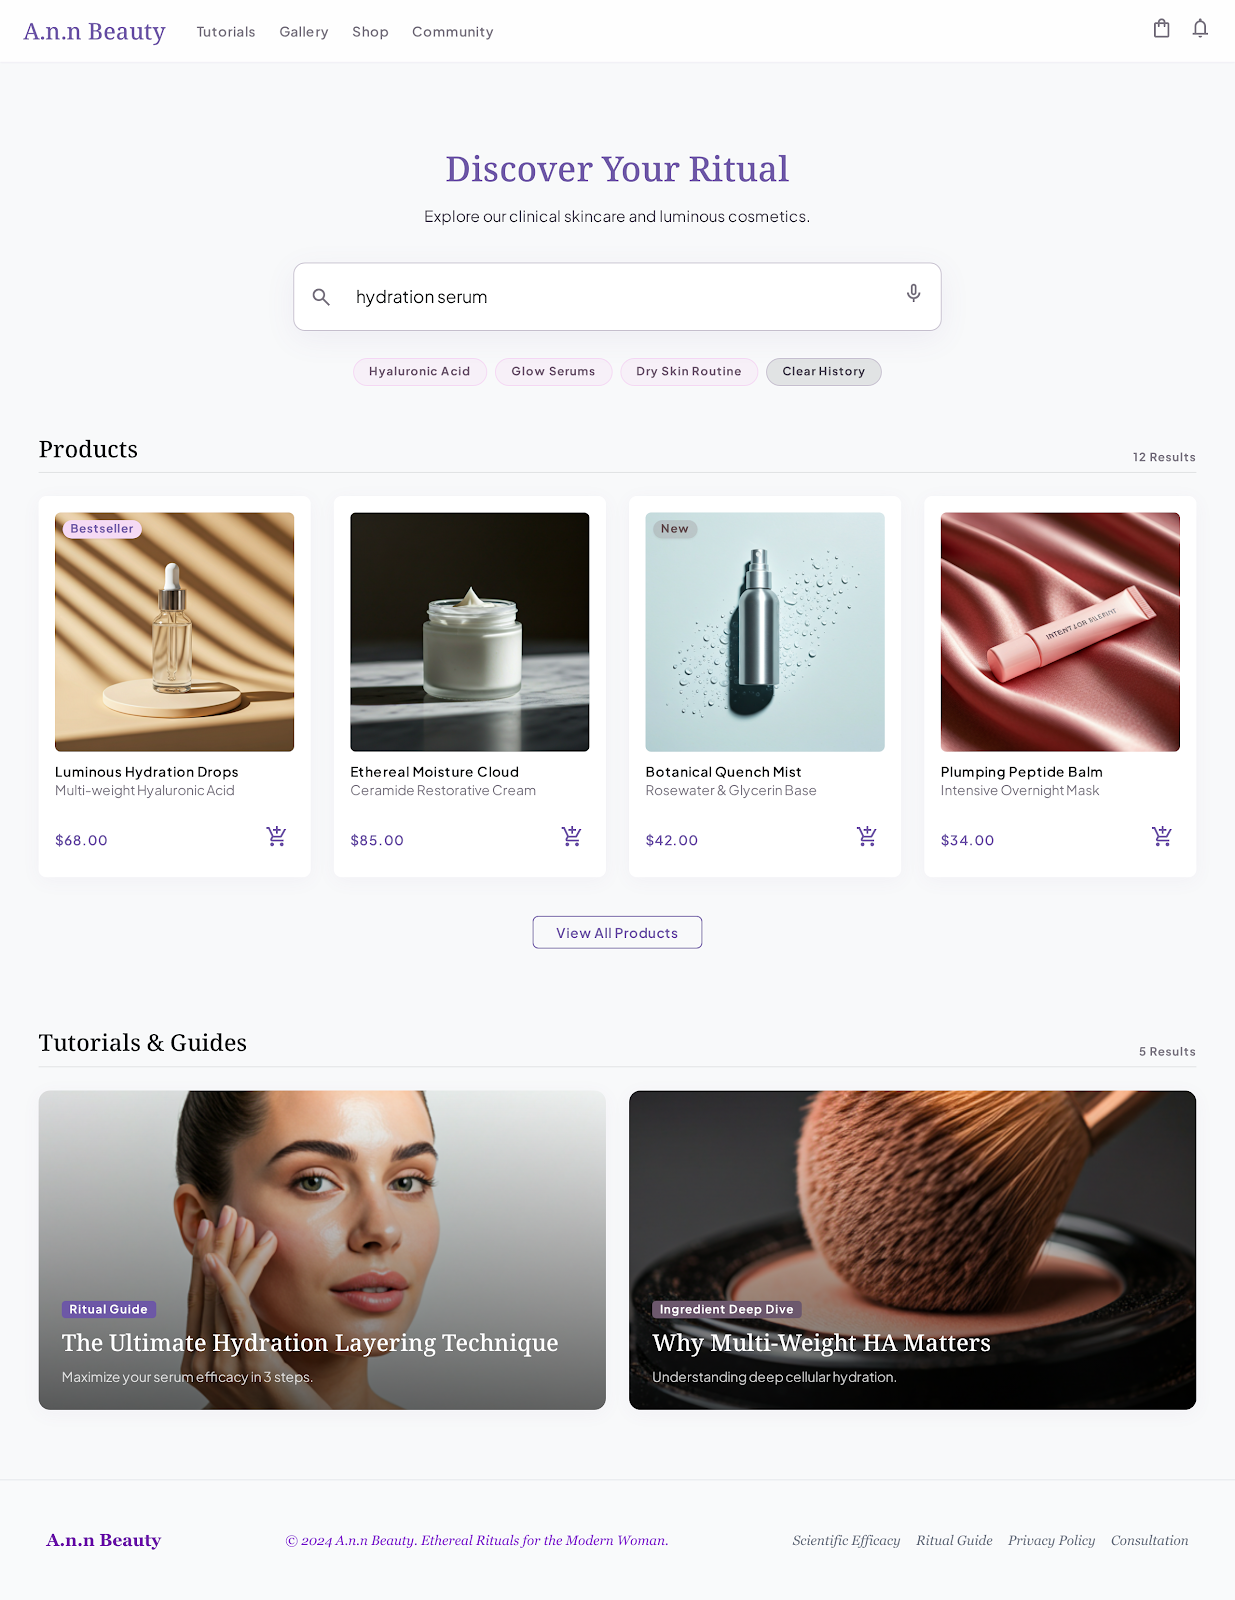 A.n.n Beauty
Tutorials
Gallery
Shop
Community
Discover Your Ritual
Explore our clinical skincare and luminous cosmetics.
hydration serum
Hyaluronic Acid
Glow Serums
Dry Skin Routine
Clear History
Products
12 Results
Bestseller
Luminous Hydration Drops
Multi-weight Hyaluronic Acid
$68.00
Ethereal Moisture Cloud
Ceramide Restorative Cream
$85.00
New
Botanical Quench Mist
Rosewater & Glycerin Base
$42.00
Plumping Peptide Balm
Intensive Overnight Mask
$34.00
View All Products
Tutorials & Guides
5 Results
Ritual Guide
The Ultimate Hydration Layering Technique
Maximize your serum efficacy in 3 steps.
Ingredient Deep Dive
Why Multi-Weight HA Matters
Understanding deep cellular hydration.
A.n.n Beauty
© 2024 A.n.n Beauty. Ethereal Rituals for the Modern Woman.
Scientific Efficacy
Ritual Guide
Privacy Policy
Consultation